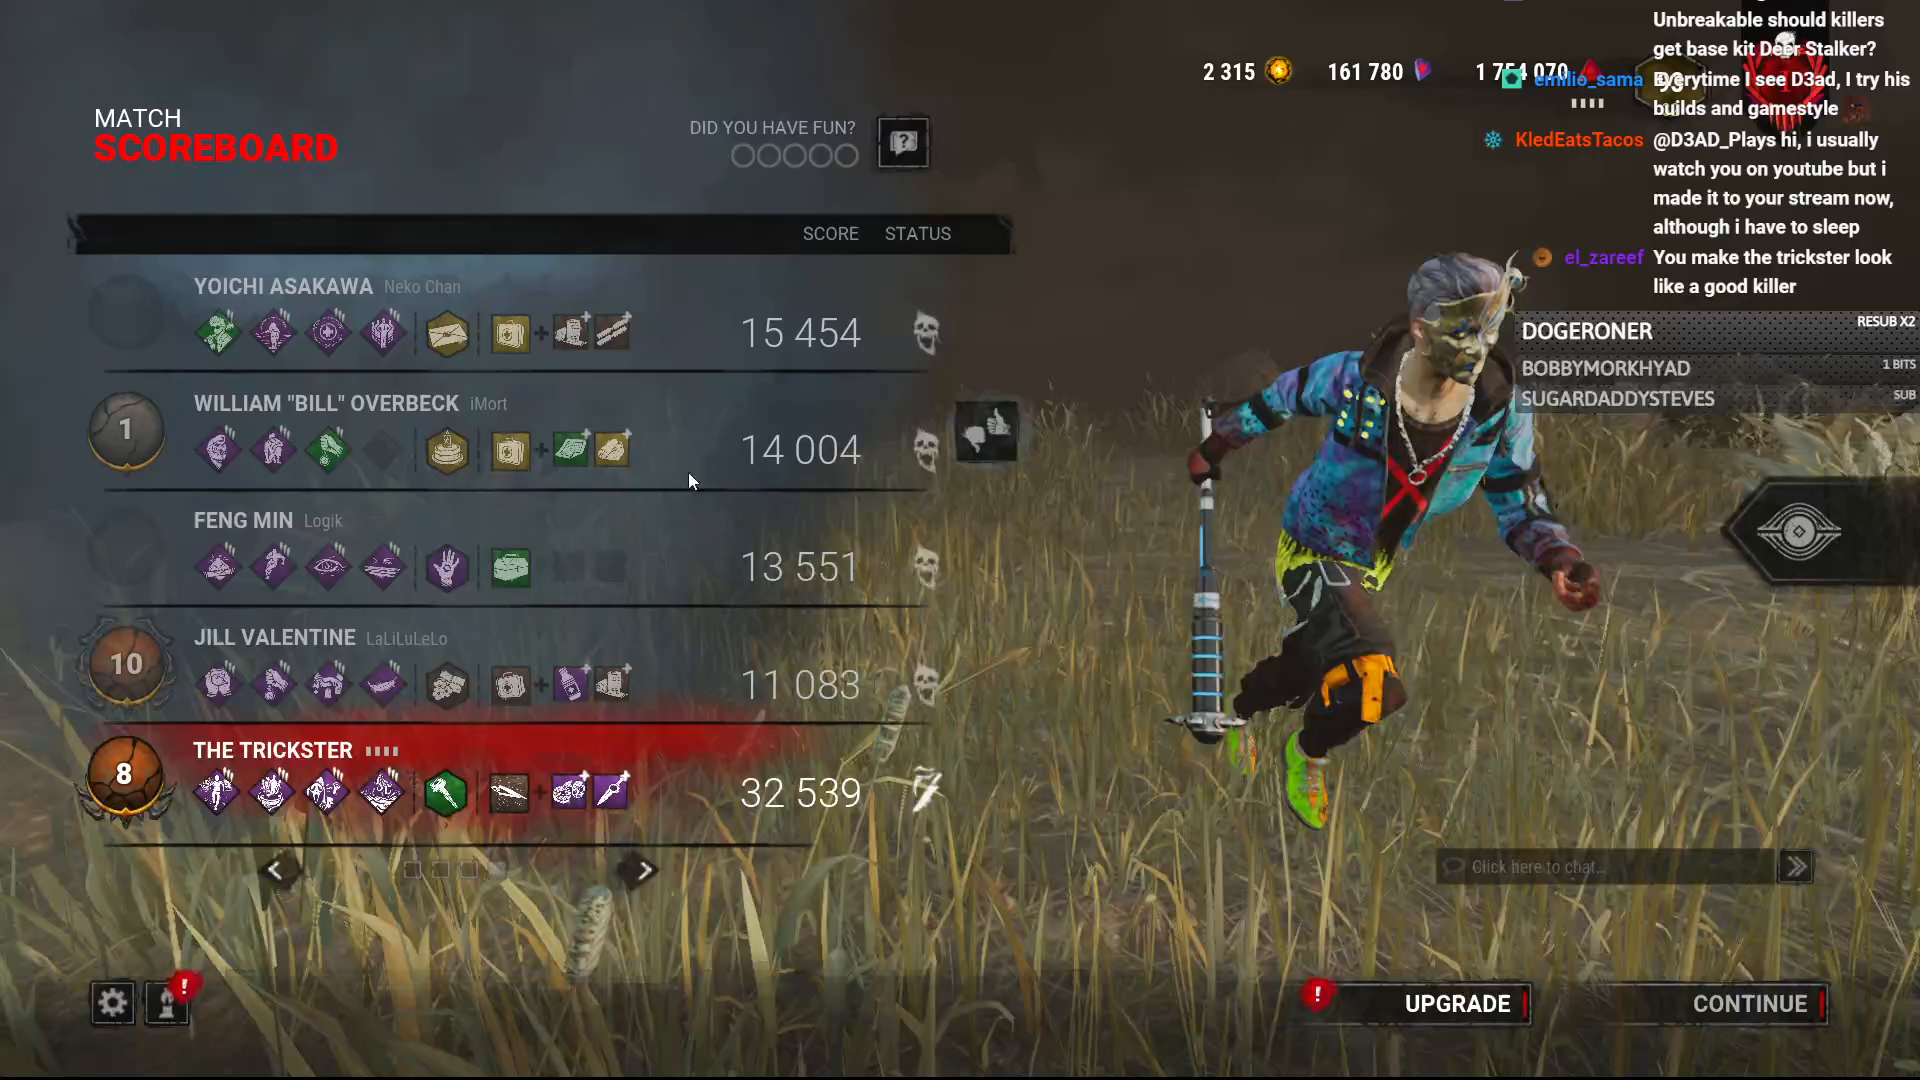 MATCH
SCOREBOARD
DID YOU HAVE FUN?
2 315
161 780
1 754 070
93
SCORE STATUS
YOICHI ASAKAWA Neko Chan
15 454
1
WILLIAM "BILL" OVERBECK iMort
14 004
FENG MIN Logik
13 551
10
JILL VALENTINE LaLiLuLeLo
11 083
8
THE TRICKSTER
32 539
Unbreakable should killers
get base kit Deer Stalker?
emilio_sama Everytime I see D3ad, I try his
builds and gamestyle
KledEatsTacos @D3AD_Plays hi, i usually
watch you on youtube but i
made it to your stream now,
although i have to sleep
el_zareef You make the trickster look
like a good killer
DOGERONER RESUB X2
BOBBYMORKHYAD 1 BITS
SUGARDADDYSTEVES SUB
Click here to chat...
UPGRADE
CONTINUE